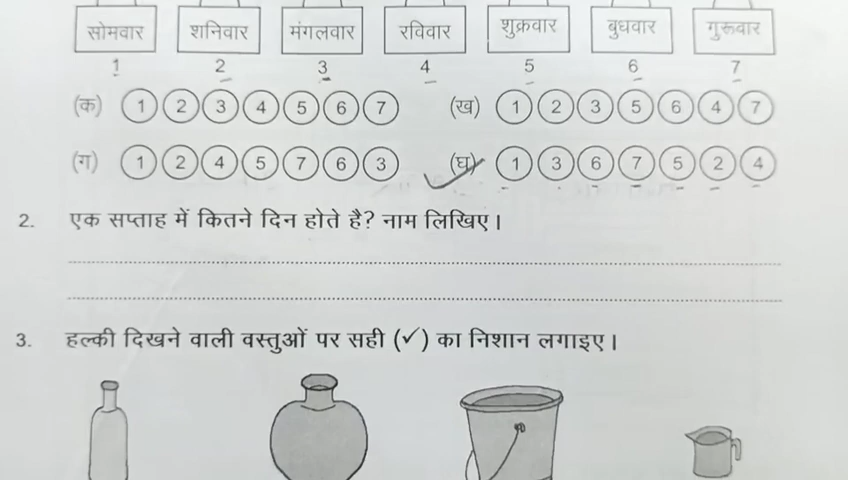 सोमवार शनिवार मंगलवार रविवार शुक्रवार बुधवार गुरूवार
1 2 3 4 5 6 7
(क) 1 2 3 4 5 6 7 (ख) 1 2 3 5 6 4 7
(ग) 1 2 4 5 7 6 3 (घ) 1 3 6 7 5 2 4
2. एक सप्ताह में कितने दिन होते है? नाम लिखिए।
3. हल्की दिखने वाली वस्तुओं पर सही (✓) का निशान लगाइए।